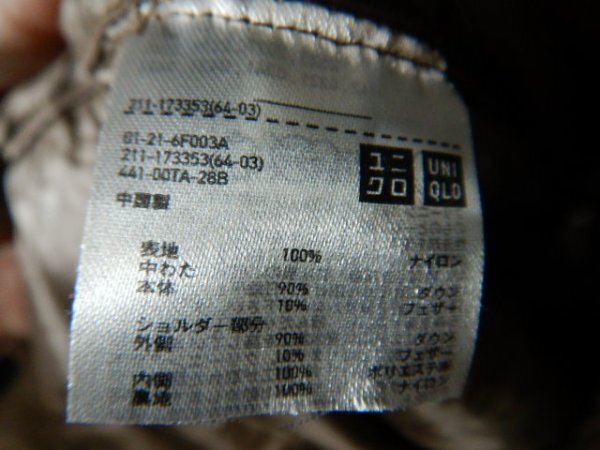 211-173353(64-03)
81-21-6F003A
211-173353(64-03)
441-00TA-28B
ユニ
クロ
UNI
QLO
中国製
表地 100% ナイロン
中わた
本体 90% ダウン
10% フェザー
ショルダー部分
外側 90% ダウン
10% フェザー
内側 100% ポリエステル
裏地 100% ナイロン